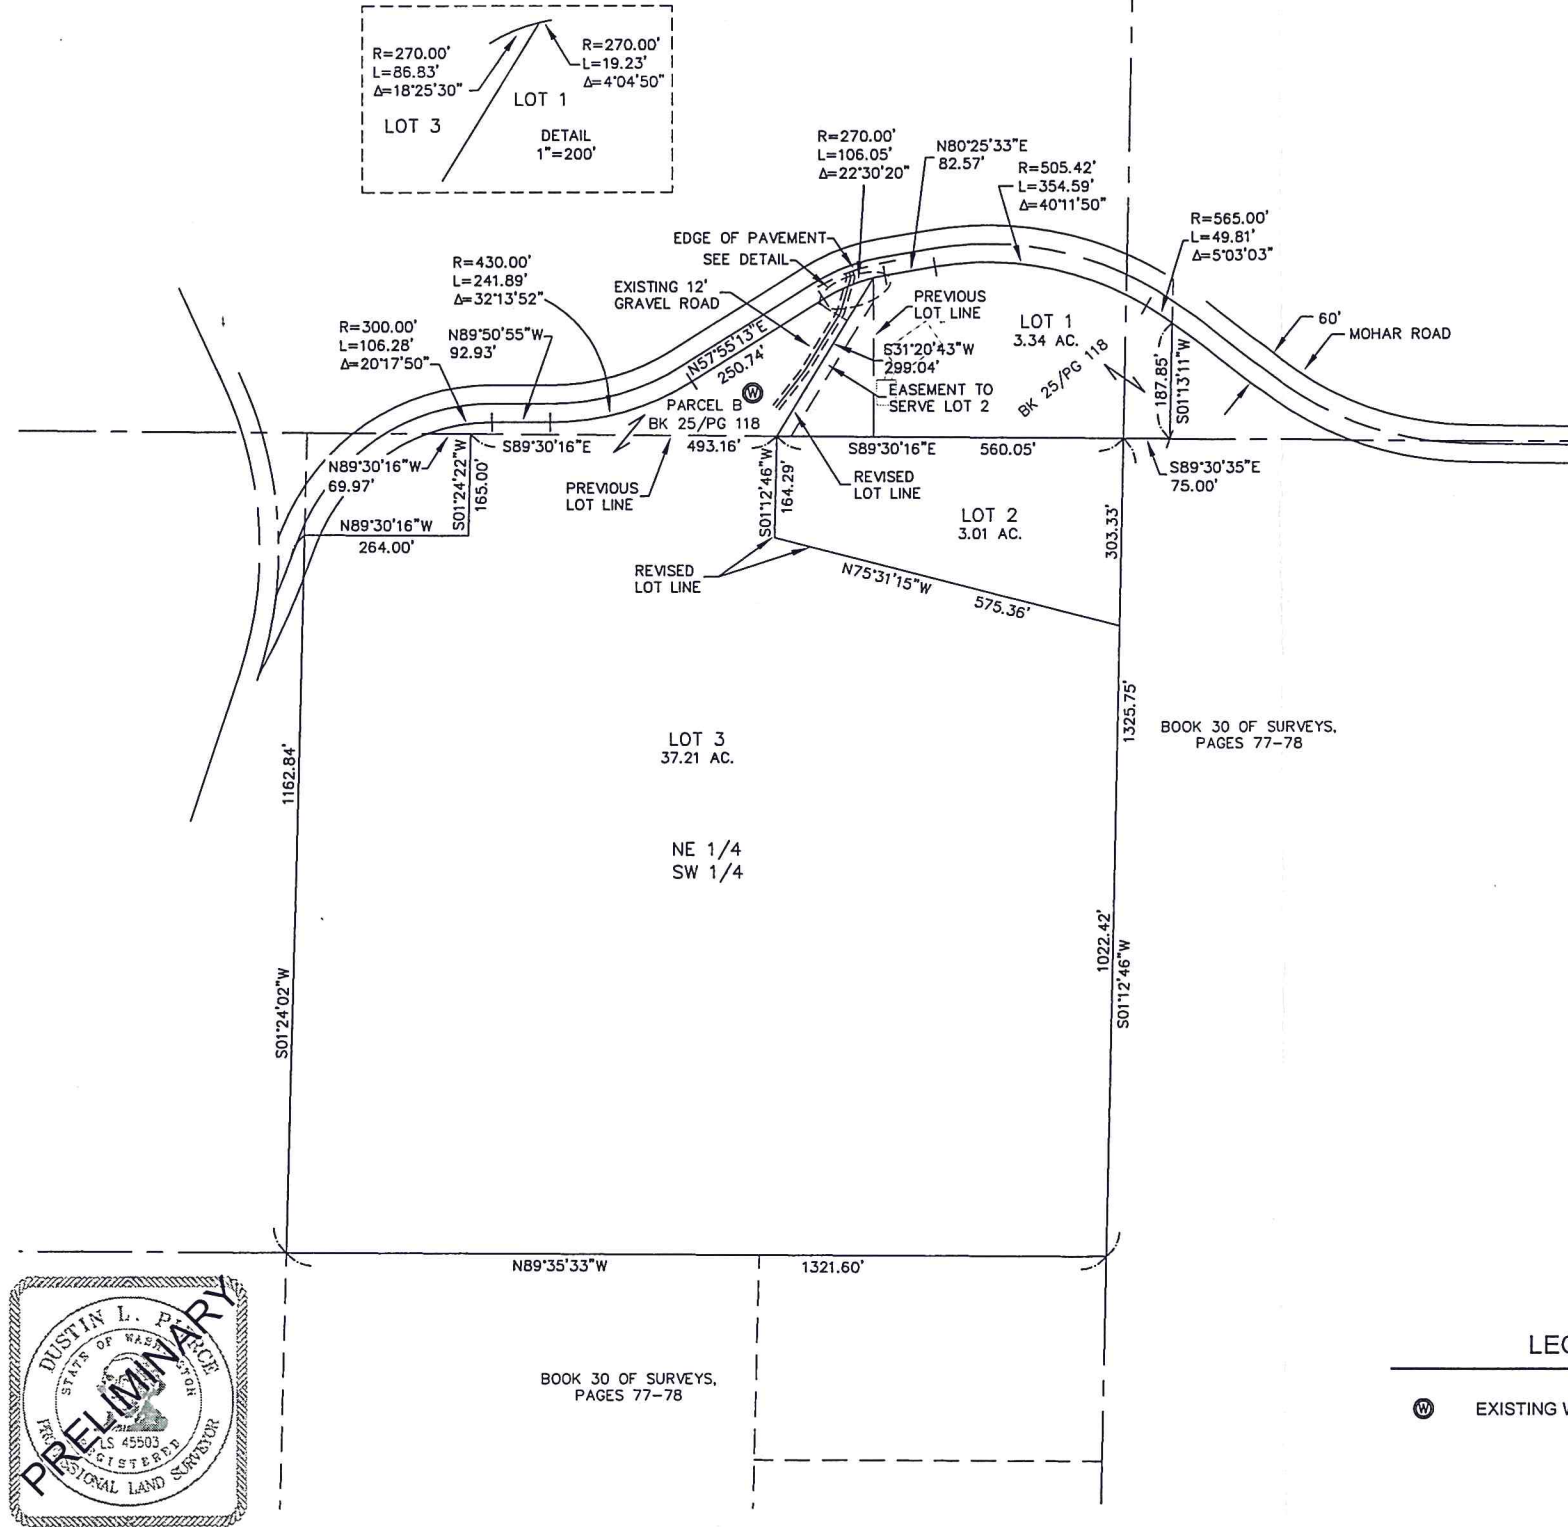 R=270.00'
L=86.83'
Δ=18°25'30"
R=270.00'
L=19.23'
Δ=4°04'50"
LOT 1
LOT 3
DETAIL
1"=200'
R=270.00'
L=106.05'
Δ=22°30'20"
N80°25'33"E
82.57'
R=505.42'
L=354.59'
Δ=40°11'50"
R=565.00'
L=49.81'
Δ=5°03'03"
EDGE OF PAVEMENT
SEE DETAIL
R=430.00'
L=241.89'
Δ=32°13'52"
EXISTING 12'
GRAVEL ROAD
PREVIOUS
LOT LINE
LOT 1
3.34 AC.
60'
MOHAR ROAD
R=300.00'
L=106.28'
Δ=20°17'50"
N89°50'55"W
92.93'
N57°55'13"E
250.74'
S31°20'43"W
299.04'
BK 25/PG 118
187.85'
S01°13'11"W
EASEMENT TO
SERVE LOT 2
W
PARCEL B
BK 25/PG 118
S89°30'16"E
493.16'
S89°30'16"E
560.05'
N89°30'16"W
69.97'
S01°24'22"W
165.00'
PREVIOUS
LOT LINE
S01°12'46"W
164.29'
REVISED
LOT LINE
S89°30'35"E
75.00'
N89°30'16"W
264.00'
LOT 2
3.01 AC.
303.33'
REVISED
LOT LINE
N75°31'15"W
575.36'
1325.75'
BOOK 30 OF SURVEYS,
PAGES 77-78
LOT 3
37.21 AC.
1162.84'
NE 1/4
SW 1/4
1022.42'
S01°12'46"W
S01°24'02"W
N89°35'33"W
1321.60'
DUSTIN L.
STATE OF
PRELIMINARY
LS 45503
REGISTERED
LAND SURVEYOR
BOOK 30 OF SURVEYS,
PAGES 77-78
LEG
W
EXISTING W